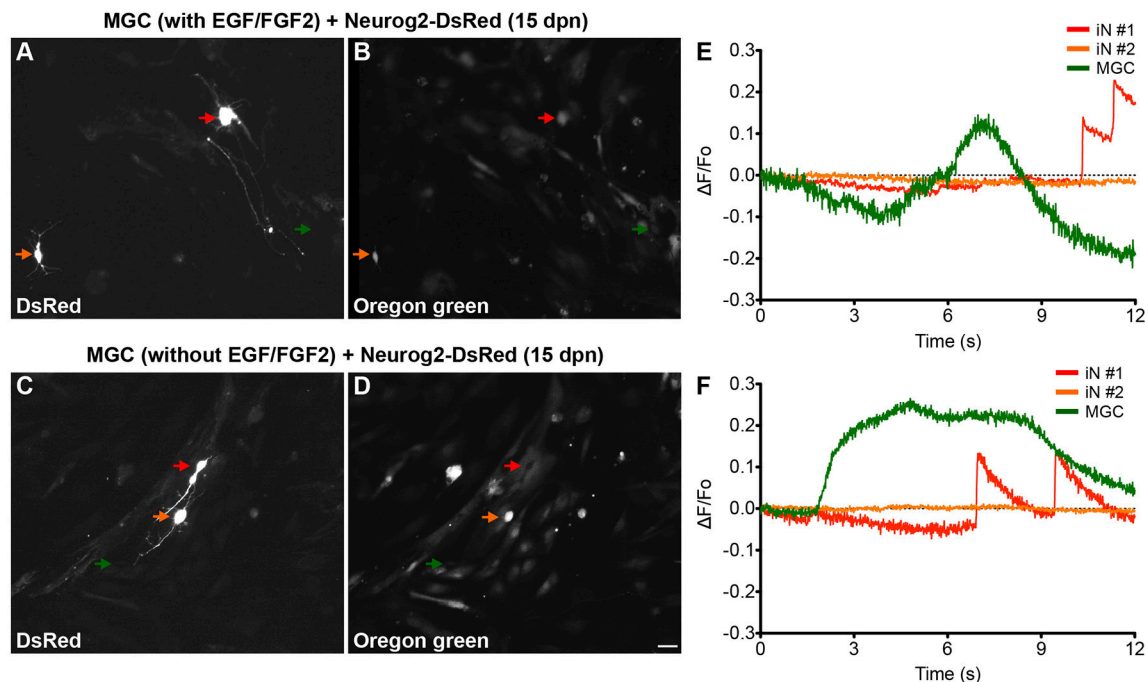 MGC (with EGF/FGF2) + Neurog2-DsRed (15 dpn)
A
DsRed
B
Oregon green
E
iN #1
iN #2
MGC
ΔF/Fo
0.3
0.2
0.1
0.0
-0.1
-0.2
-0.3
0 3 6 9 12
Time (s)
MGC (without EGF/FGF2) + Neurog2-DsRed (15 dpn)
C
DsRed
D
Oregon green
F
iN #1
iN #2
MGC
ΔF/Fo
0.3
0.2
0.1
0.0
-0.1
-0.2
-0.3
0 3 6 9 12
Time (s)